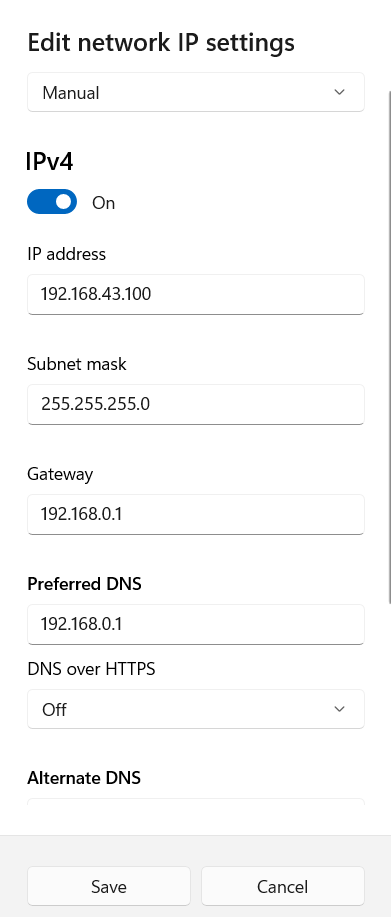 Edit network IP settings
Manual
IPv4
On
IP address
192.168.43.100
Subnet mask
255.255.255.0
Gateway
192.168.0.1
Preferred DNS
192.168.0.1
DNS over HTTPS
Off
Alternate DNS
Save
Cancel